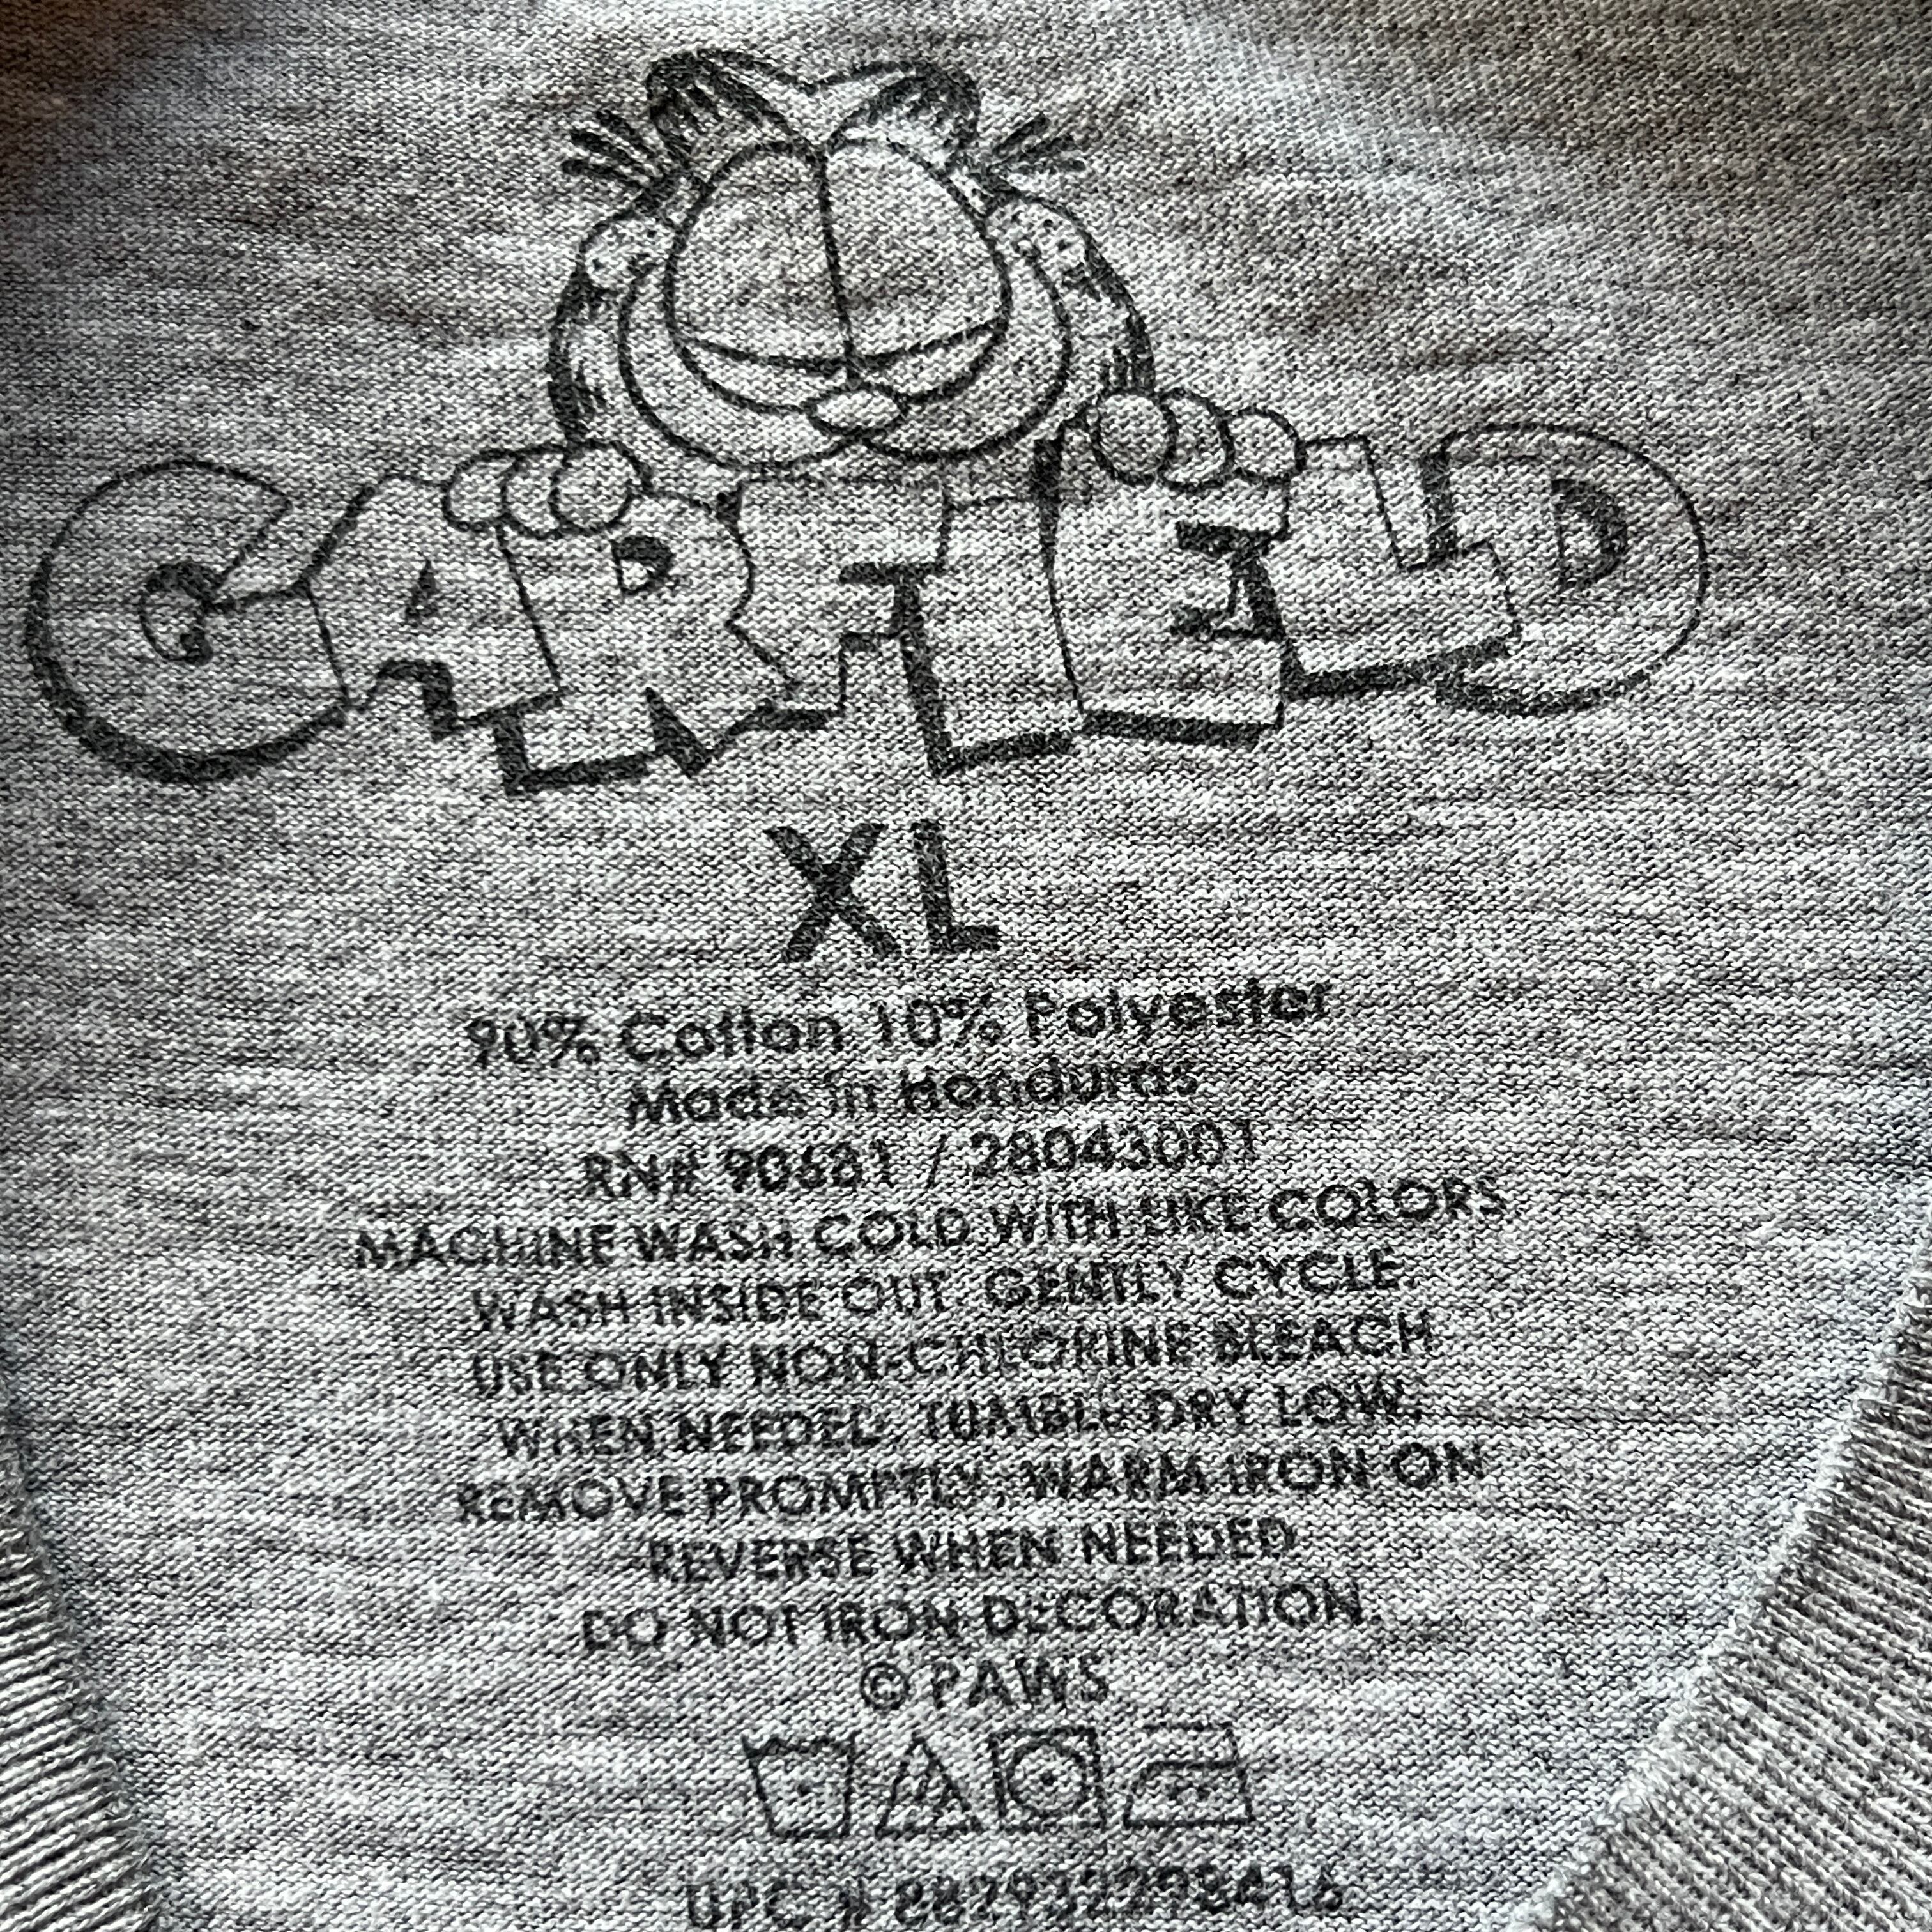 GARFIELD
XL
90% Cotton 10% Polyester
Made in Honduras
RN# 90681 / 28043001
MACHINE WASH COLD WITH LIKE COLORS.
WASH INSIDE OUT. GENTLY CYCLE.
USE ONLY NON-CHLORINE BLEACH
WHEN NEEDED. TUMBLE DRY LOW.
REMOVE PROMPTLY. WARM IRON ON
REVERSE WHEN NEEDED.
DO NOT IRON DECORATION.
© PAWS
UPC #